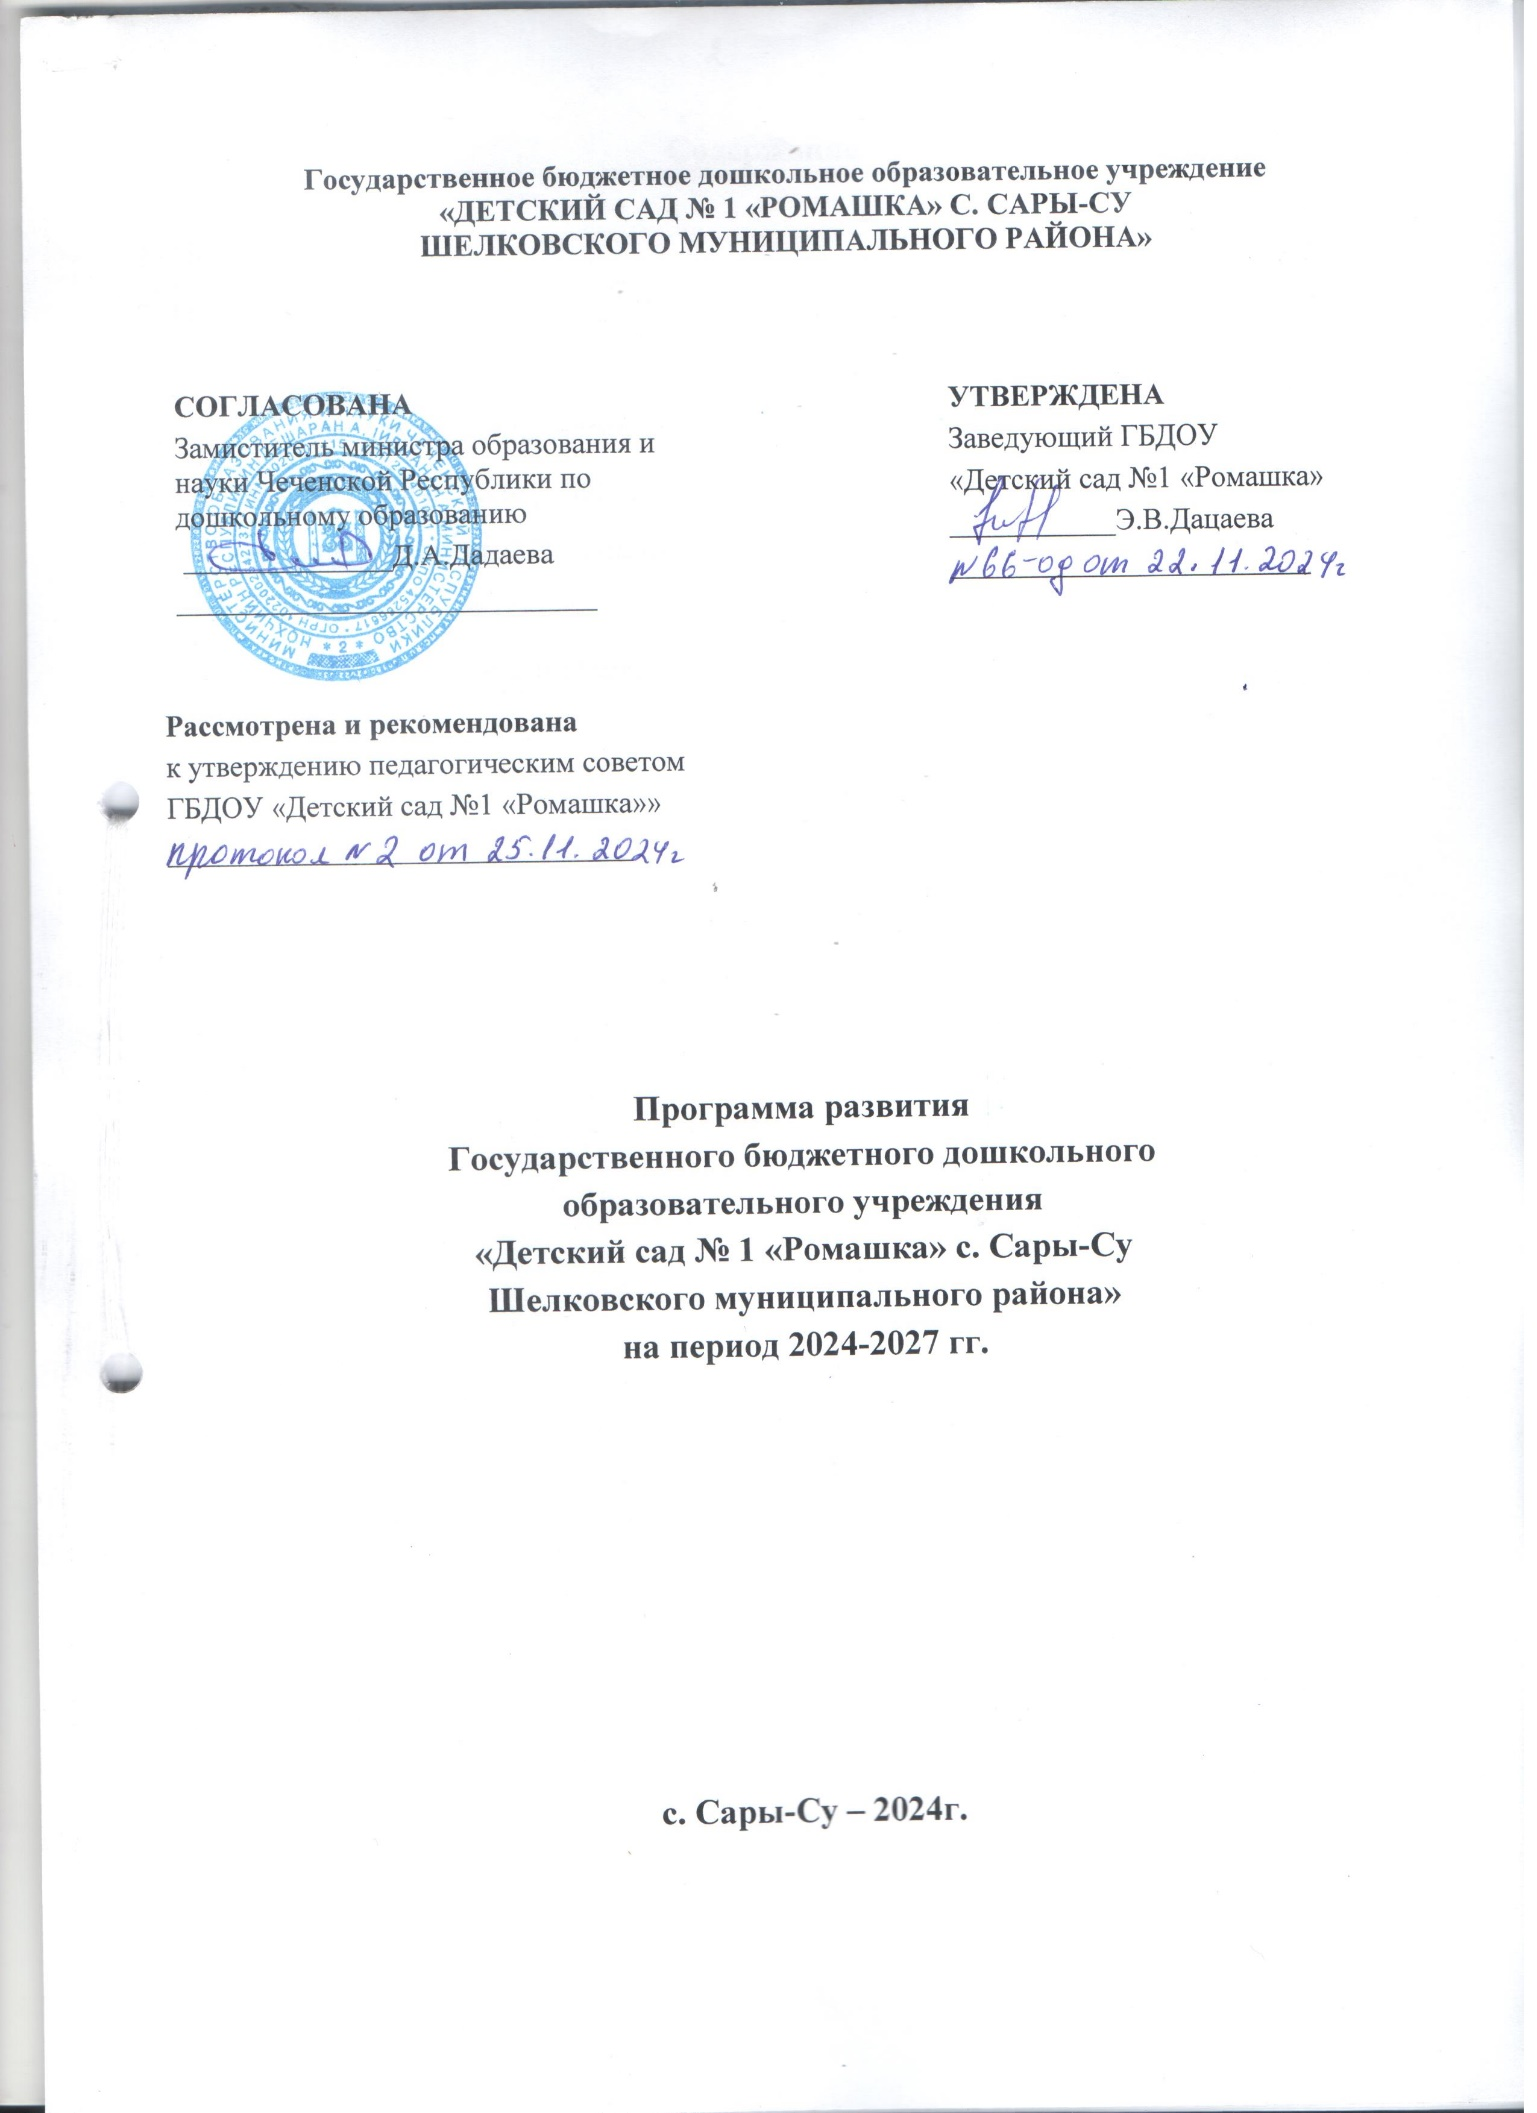 Государственное бюджетное дошкольное образовательное учреждение
«ДЕТСКИЙ САД № 1 «РОМАШКА» С. САРЫ-СУ
ШЕЛКОВСКОГО МУНИЦИПАЛЬНОГО РАЙОНА»
СОГЛАСОВАНА
Замиститель министра образования и
науки Чеченской Республики по
дошкольному образованию
Д.А.Дадаева
УТВЕРЖДЕНА
Заведующий ГБДОУ
«Детский сад №1 «Ромашка»
Э.В.Дацаева
№66-од от 22.11.2024г
Рассмотрена и рекомендована
к утверждению педагогическим советом
ГБДОУ «Детский сад №1 «Ромашка»»
протокол №2 от 25.11.2024г
Программа развития
Государственного бюджетного дошкольного
образовательного учреждения
«Детский сад № 1 «Ромашка» с. Сары-Су
Шелковского муниципального района»
на период 2024-2027 гг.
с. Сары-Су – 2024г.